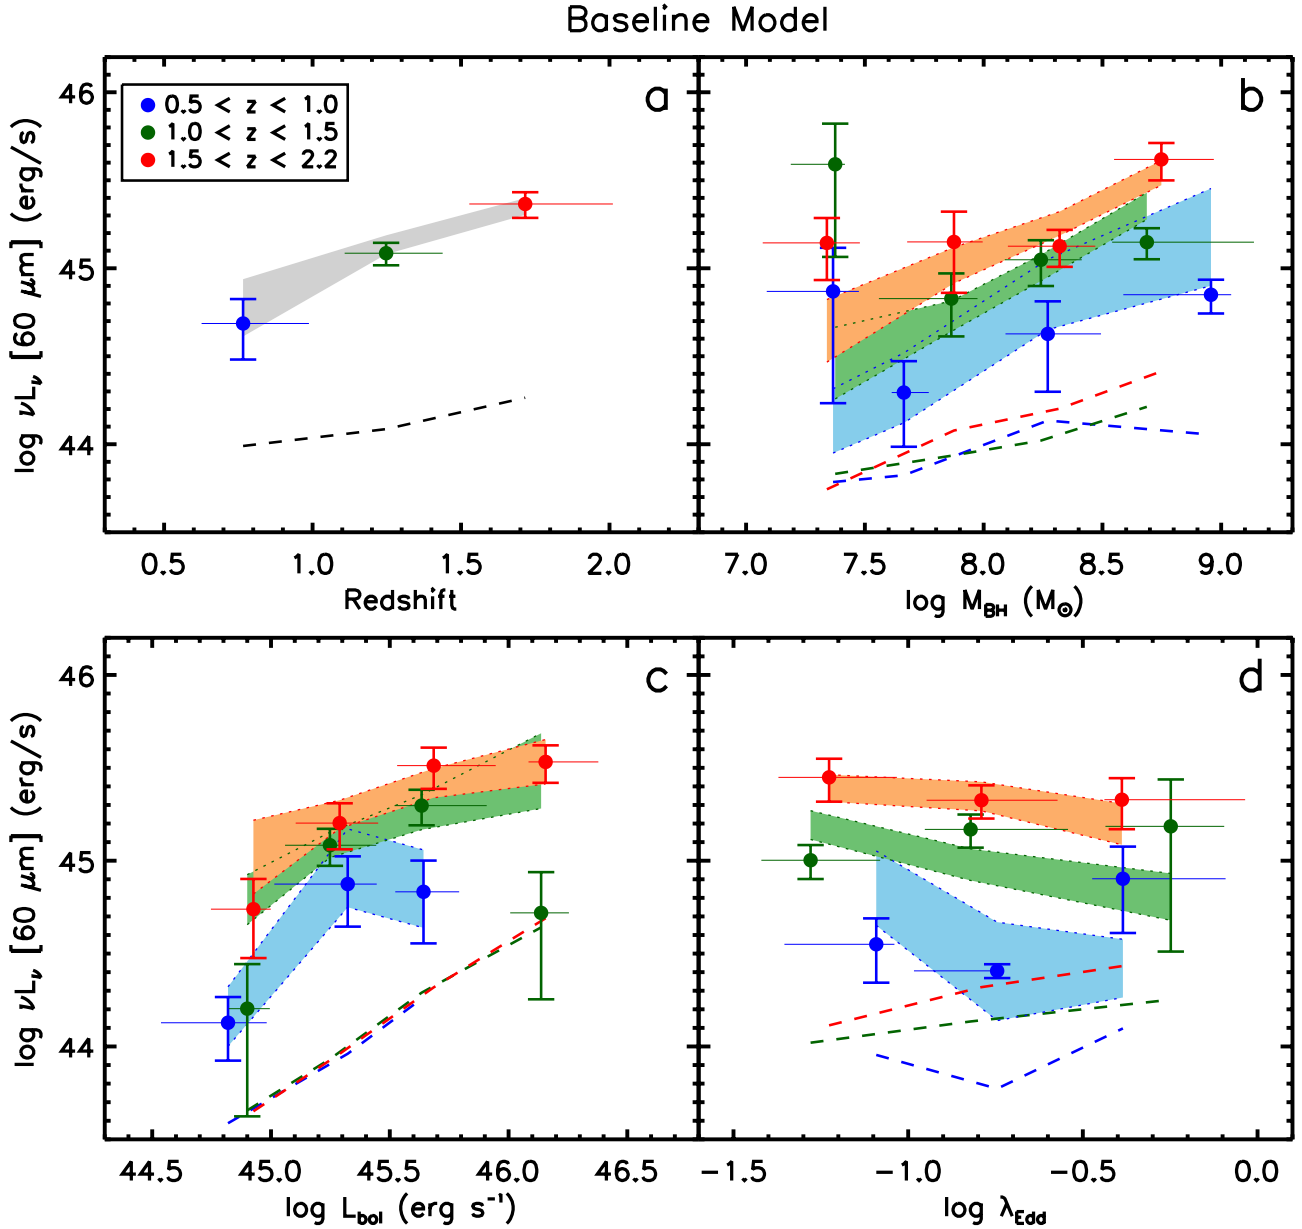 Baseline Model
a
0.5 < z < 1.0
1.0 < z < 1.5
1.5 < z < 2.2
46
45
44
log νLν [60 μm] (erg/s)
0.5 1.0 1.5 2.0
Redshift
b
7.0 7.5 8.0 8.5 9.0
log M_BH (M_⊙)
c
46
45
44
log νLν [60 μm] (erg/s)
44.5 45.0 45.5 46.0 46.5
log L_bol (erg s⁻¹)
d
−1.5 −1.0 −0.5 0.0
log λ_Edd